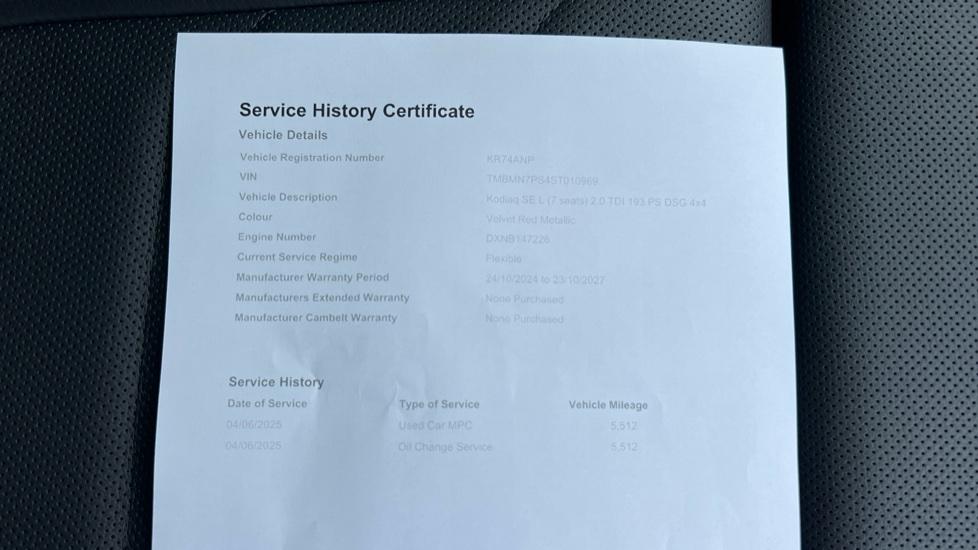 Service History Certificate
Vehicle Details
Vehicle Registration Number KR74ANP
VIN TMBMN7PS4ST010969
Vehicle Description Kodiaq SE L (7 seats) 2.0 TDI 193 PS DSG 4x4
Colour Velvet Red Metallic
Engine Number DXNB147226
Current Service Regime Flexible
Manufacturer Warranty Period 24/10/2024 to 23/10/2027
Manufacturers Extended Warranty None Purchased
Manufacturer Cambelt Warranty None Purchased
Service History
Date of Service Type of Service Vehicle Mileage
04/06/2025 Used Car MPC 5,512
04/06/2025 Oil Change Service 5,512